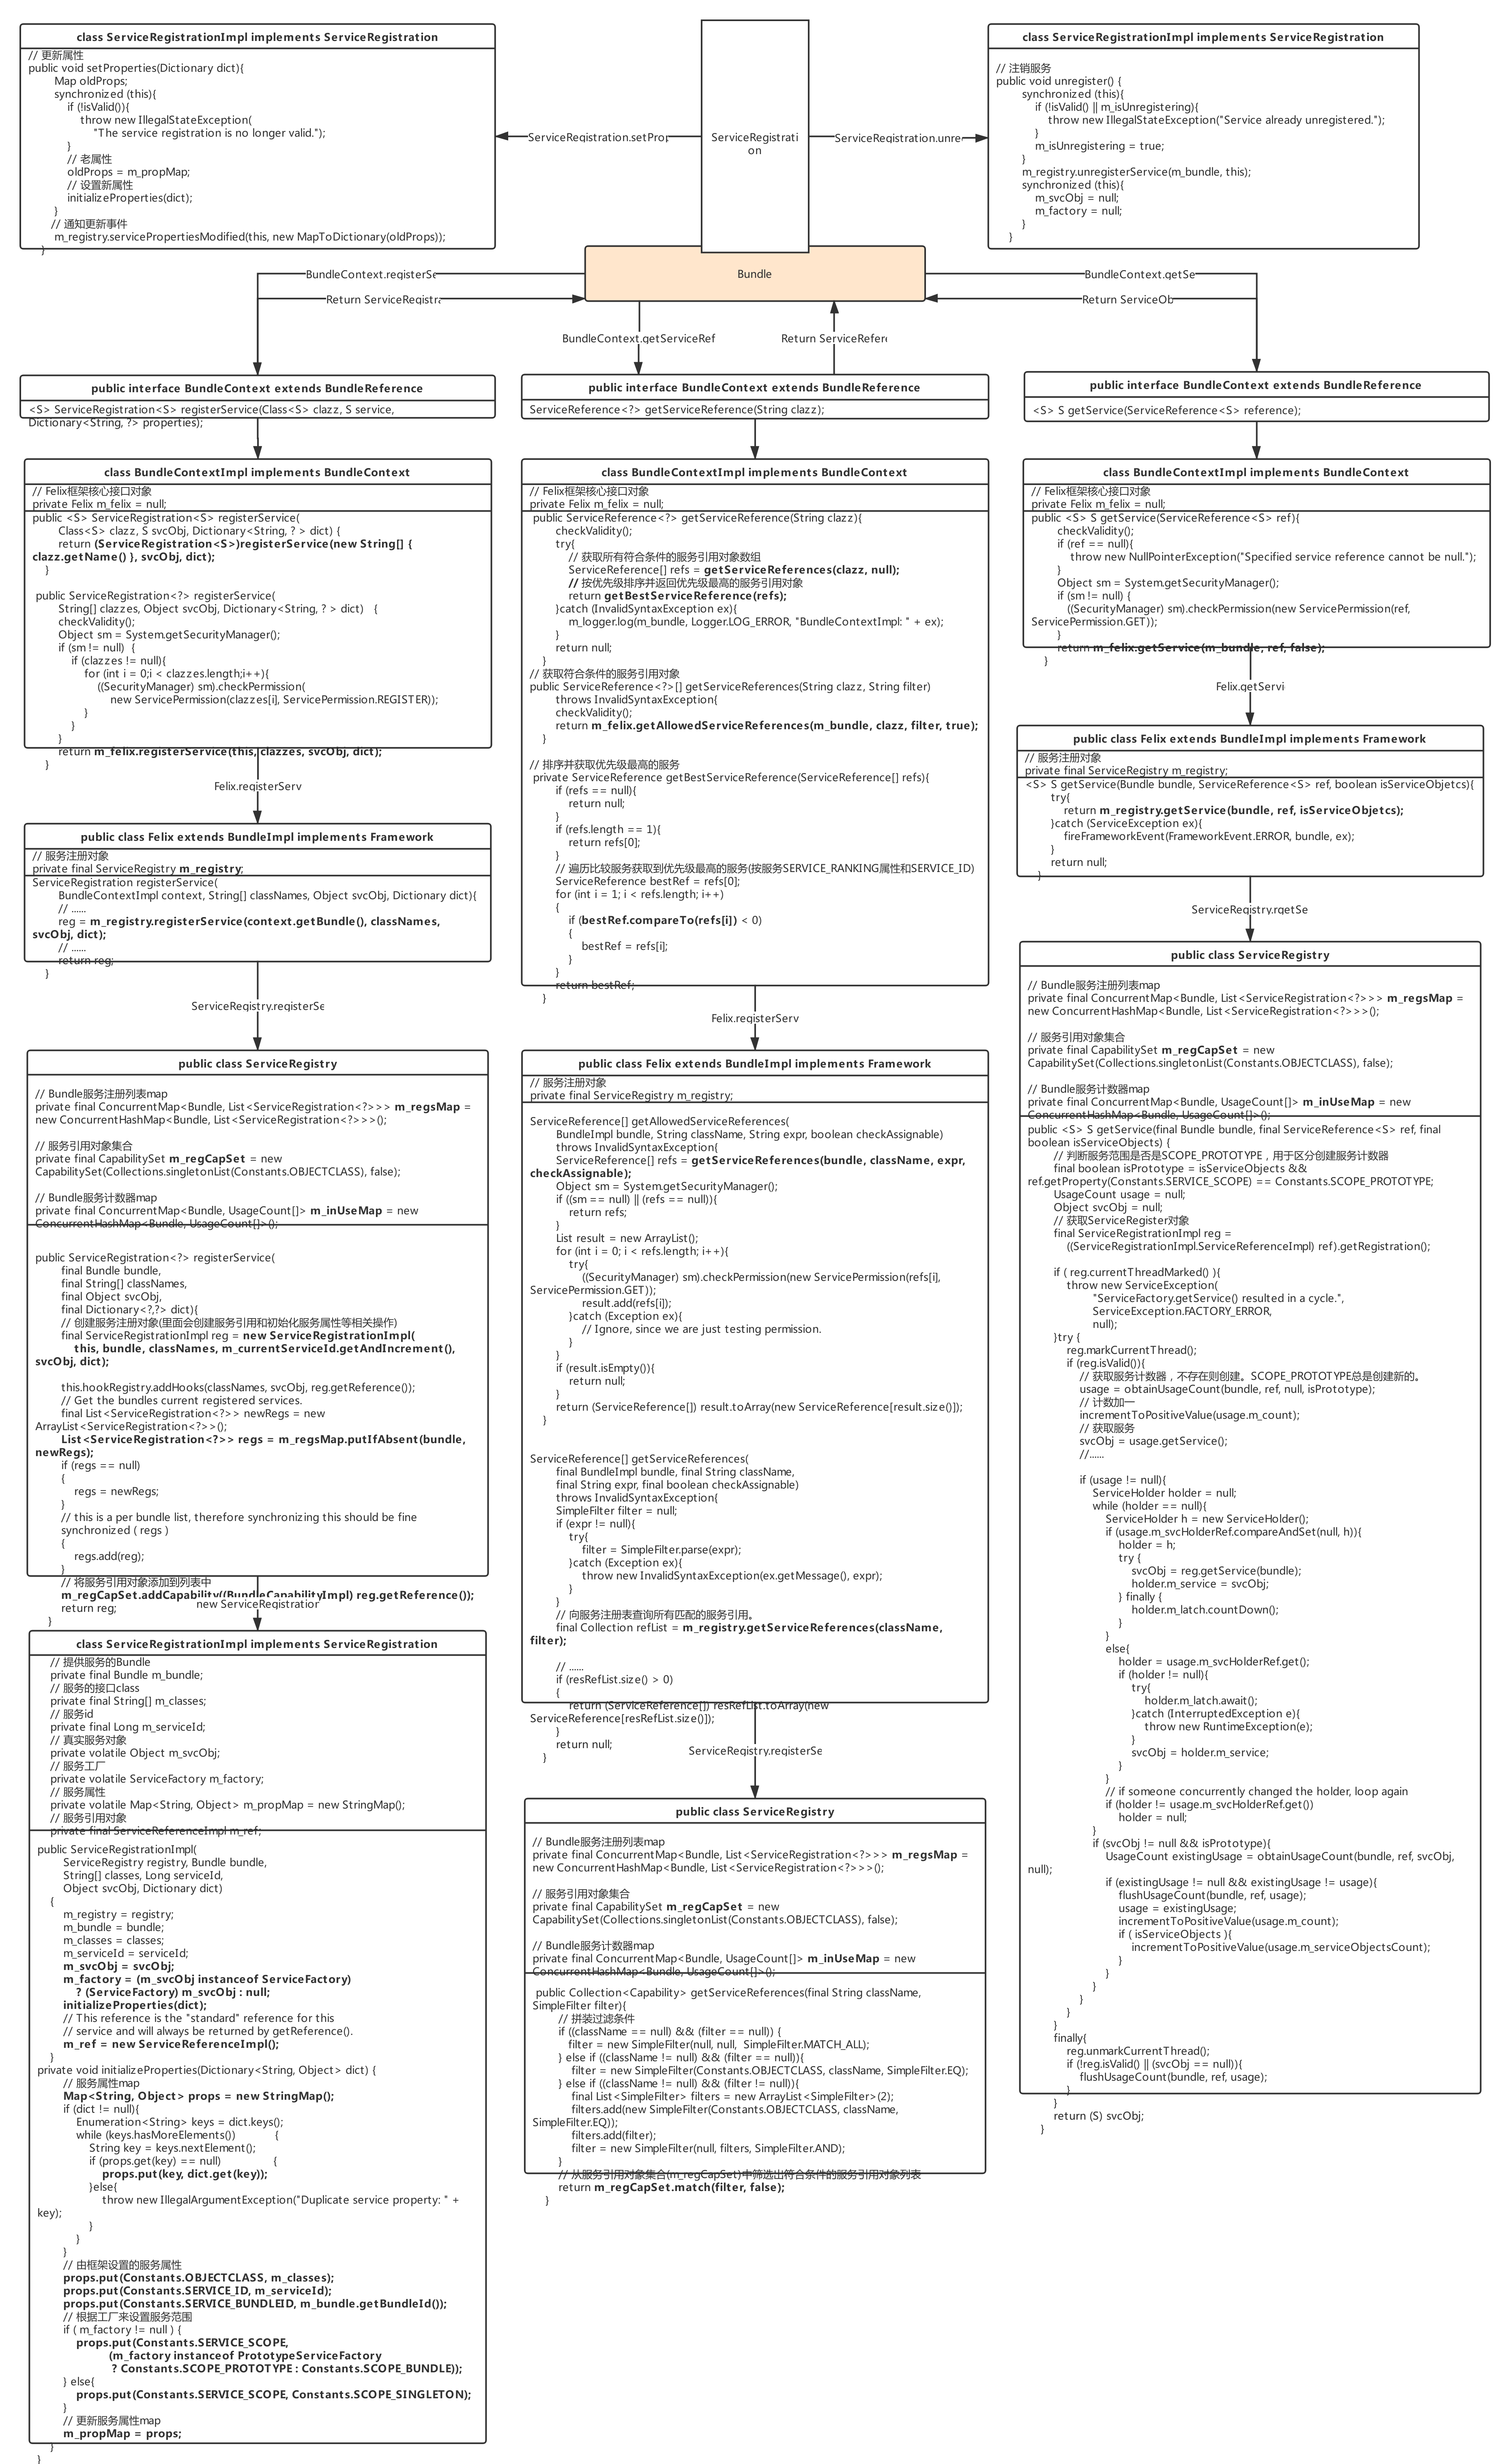 class ServiceRegistrationImpl implements ServiceRegistration
// 更新属性
public void setProperties(Dictionary dict){
Map oldProps;
synchronized (this){
if (!isValid()){
throw new IllegalStateException(
"The service registration is no longer valid.");
}
// 老属性
oldProps = m_propMap;
// 设置新属性
initializeProperties(dict);
}
// 通知更新事件
m_registry.servicePropertiesModified(this, new MapToDictionary(oldProps));
}
ServiceRegistration.setProp
ServiceRegistrati
on
ServiceRegistration.unre
class ServiceRegistrationImpl implements ServiceRegistration
// 注销服务
public void unregister() {
synchronized (this){
if (!isValid() || m_isUnregistering){
throw new IllegalStateException("Service already unregistered.");
}
m_isUnregistering = true;
}
m_registry.unregisterService(m_bundle, this);
synchronized (this){
m_svcObj = null;
m_factory = null;
}
}
Bundle
BundleContext.registerSe
Return ServiceRegistra
BundleContext.getServiceRef
Return ServiceRefere
BundleContext.getSe
Return ServiceOb
public interface BundleContext extends BundleReference
<S> ServiceRegistration<S> registerService(Class<S> clazz, S service,
Dictionary<String, ?> properties);
class BundleContextImpl implements BundleContext
// Felix框架核心接口对象
private Felix m_felix = null;
public <S> ServiceRegistration<S> registerService(
Class<S> clazz, S svcObj, Dictionary<String, ? > dict) {
return (ServiceRegistration<S>)registerService(new String[] {
clazz.getName() }, svcObj, dict);
}
public ServiceRegistration<?> registerService(
String[] clazzes, Object svcObj, Dictionary<String, ? > dict) {
checkValidity();
Object sm = System.getSecurityManager();
if (sm != null) {
if (clazzes != null){
for (int i = 0;i < clazzes.length;i++){
((SecurityManager) sm).checkPermission(
new ServicePermission(clazzes[i], ServicePermission.REGISTER));
}
}
}
return m_felix.registerService(this, clazzes, svcObj, dict);
}
Felix.registerServ
public class Felix extends BundleImpl implements Framework
// 服务注册对象
private final ServiceRegistry m_registry;
ServiceRegistration registerService(
BundleContextImpl context, String[] classNames, Object svcObj, Dictionary dict){
// ......
reg = m_registry.registerService(context.getBundle(), classNames,
svcObj, dict);
// ......
return reg;
}
ServiceRegistry.registerSe
public class ServiceRegistry
// Bundle服务注册列表map
private final ConcurrentMap<Bundle, List<ServiceRegistration<?>>> m_regsMap =
new ConcurrentHashMap<Bundle, List<ServiceRegistration<?>>>();
// 服务引用对象集合
private final CapabilitySet m_regCapSet = new
CapabilitySet(Collections.singletonList(Constants.OBJECTCLASS), false);
// Bundle服务计数器map
private final ConcurrentMap<Bundle, UsageCount[]> m_inUseMap = new
ConcurrentHashMap<Bundle, UsageCount[]>();
public ServiceRegistration<?> registerService(
final Bundle bundle,
final String[] classNames,
final Object svcObj,
final Dictionary<?,?> dict){
// 创建服务注册对象(里面会创建服务引用和初始化服务属性等相关操作)
final ServiceRegistrationImpl reg = new ServiceRegistrationImpl(
this, bundle, classNames, m_currentServiceId.getAndIncrement(),
svcObj, dict);
this.hookRegistry.addHooks(classNames, svcObj, reg.getReference());
// Get the bundles current registered services.
final List<ServiceRegistration<?>> newRegs = new
ArrayList<ServiceRegistration<?>>();
List<ServiceRegistration<?>> regs = m_regsMap.putIfAbsent(bundle,
newRegs);
if (regs == null)
{
regs = newRegs;
}
// this is a per bundle list, therefore synchronizing this should be fine
synchronized ( regs )
{
regs.add(reg);
}
// 将服务引用对象添加到列表中
m_regCapSet.addCapability((BundleCapabilityImpl) reg.getReference());
return reg;
}
new ServiceRegistration
class ServiceRegistrationImpl implements ServiceRegistration
// 提供服务的Bundle
private final Bundle m_bundle;
// 服务的接口class
private final String[] m_classes;
// 服务id
private final Long m_serviceId;
// 真实服务对象
private volatile Object m_svcObj;
// 服务工厂
private volatile ServiceFactory m_factory;
// 服务属性
private volatile Map<String, Object> m_propMap = new StringMap();
// 服务引用对象
private final ServiceReferenceImpl m_ref;
public ServiceRegistrationImpl(
ServiceRegistry registry, Bundle bundle,
String[] classes, Long serviceId,
Object svcObj, Dictionary dict)
{
m_registry = registry;
m_bundle = bundle;
m_classes = classes;
m_serviceId = serviceId;
m_svcObj = svcObj;
m_factory = (m_svcObj instanceof ServiceFactory)
? (ServiceFactory) m_svcObj : null;
initializeProperties(dict);
// This reference is the "standard" reference for this
// service and will always be returned by getReference().
m_ref = new ServiceReferenceImpl();
}
private void initializeProperties(Dictionary<String, Object> dict) {
// 服务属性map
Map<String, Object> props = new StringMap();
if (dict != null){
Enumeration<String> keys = dict.keys();
while (keys.hasMoreElements()) {
String key = keys.nextElement();
if (props.get(key) == null) {
props.put(key, dict.get(key));
}else{
throw new IllegalArgumentException("Duplicate service property: " +
key);
}
}
}
// 由框架设置的服务属性
props.put(Constants.OBJECTCLASS, m_classes);
props.put(Constants.SERVICE_ID, m_serviceId);
props.put(Constants.SERVICE_BUNDLEID, m_bundle.getBundleId());
// 根据工厂来设置服务范围
if ( m_factory != null ) {
props.put(Constants.SERVICE_SCOPE,
(m_factory instanceof PrototypeServiceFactory
? Constants.SCOPE_PROTOTYPE : Constants.SCOPE_BUNDLE));
} else{
props.put(Constants.SERVICE_SCOPE, Constants.SCOPE_SINGLETON);
}
// 更新服务属性map
m_propMap = props;
}
}
public interface BundleContext extends BundleReference
ServiceReference<?> getServiceReference(String clazz);
class BundleContextImpl implements BundleContext
// Felix框架核心接口对象
private Felix m_felix = null;
public ServiceReference<?> getServiceReference(String clazz){
checkValidity();
try{
// 获取所有符合条件的服务引用对象数组
ServiceReference[] refs = getServiceReferences(clazz, null);
// 按优先级排序并返回优先级最高的服务引用对象
return getBestServiceReference(refs);
}catch (InvalidSyntaxException ex){
m_logger.log(m_bundle, Logger.LOG_ERROR, "BundleContextImpl: " + ex);
}
return null;
}
// 获取符合条件的服务引用对象
public ServiceReference<?>[] getServiceReferences(String clazz, String filter)
throws InvalidSyntaxException{
checkValidity();
return m_felix.getAllowedServiceReferences(m_bundle, clazz, filter, true);
}
// 排序并获取优先级最高的服务
private ServiceReference getBestServiceReference(ServiceReference[] refs){
if (refs == null){
return null;
}
if (refs.length == 1){
return refs[0];
}
// 遍历比较服务获取到优先级最高的服务(按服务SERVICE_RANKING属性和SERVICE_ID)
ServiceReference bestRef = refs[0];
for (int i = 1; i < refs.length; i++)
{
if (bestRef.compareTo(refs[i]) < 0)
{
bestRef = refs[i];
}
}
return bestRef;
}
Felix.registerServ
public class Felix extends BundleImpl implements Framework
// 服务注册对象
private final ServiceRegistry m_registry;
ServiceReference[] getAllowedServiceReferences(
BundleImpl bundle, String className, String expr, boolean checkAssignable)
throws InvalidSyntaxException{
ServiceReference[] refs = getServiceReferences(bundle, className, expr,
checkAssignable);
Object sm = System.getSecurityManager();
if ((sm == null) || (refs == null)){
return refs;
}
List result = new ArrayList();
for (int i = 0; i < refs.length; i++){
try{
((SecurityManager) sm).checkPermission(new ServicePermission(refs[i],
ServicePermission.GET));
result.add(refs[i]);
}catch (Exception ex){
// Ignore, since we are just testing permission.
}
}
if (result.isEmpty()){
return null;
}
return (ServiceReference[]) result.toArray(new ServiceReference[result.size()]);
}
ServiceReference[] getServiceReferences(
final BundleImpl bundle, final String className,
final String expr, final boolean checkAssignable)
throws InvalidSyntaxException{
SimpleFilter filter = null;
if (expr != null){
try{
filter = SimpleFilter.parse(expr);
}catch (Exception ex){
throw new InvalidSyntaxException(ex.getMessage(), expr);
}
}
// 向服务注册表查询所有匹配的服务引用。
final Collection refList = m_registry.getServiceReferences(className,
filter);
// ......
if (resRefList.size() > 0)
{
return (ServiceReference[]) resRefList.toArray(new
ServiceReference[resRefList.size()]);
}
return null;
}
ServiceRegistry.registerSe
public class ServiceRegistry
// Bundle服务注册列表map
private final ConcurrentMap<Bundle, List<ServiceRegistration<?>>> m_regsMap =
new ConcurrentHashMap<Bundle, List<ServiceRegistration<?>>>();
// 服务引用对象集合
private final CapabilitySet m_regCapSet = new
CapabilitySet(Collections.singletonList(Constants.OBJECTCLASS), false);
// Bundle服务计数器map
private final ConcurrentMap<Bundle, UsageCount[]> m_inUseMap = new
ConcurrentHashMap<Bundle, UsageCount[]>();
public Collection<Capability> getServiceReferences(final String className,
SimpleFilter filter){
// 拼装过滤条件
if ((className == null) && (filter == null)) {
filter = new SimpleFilter(null, null, SimpleFilter.MATCH_ALL);
} else if ((className != null) && (filter == null)){
filter = new SimpleFilter(Constants.OBJECTCLASS, className, SimpleFilter.EQ);
} else if ((className != null) && (filter != null)){
final List<SimpleFilter> filters = new ArrayList<SimpleFilter>(2);
filters.add(new SimpleFilter(Constants.OBJECTCLASS, className,
SimpleFilter.EQ));
filters.add(filter);
filter = new SimpleFilter(null, filters, SimpleFilter.AND);
}
// 从服务引用对象集合(m_regCapSet)中筛选出符合条件的服务引用对象列表
return m_regCapSet.match(filter, false);
}
public interface BundleContext extends BundleReference
<S> S getService(ServiceReference<S> reference);
class BundleContextImpl implements BundleContext
// Felix框架核心接口对象
private Felix m_felix = null;
public <S> S getService(ServiceReference<S> ref){
checkValidity();
if (ref == null){
throw new NullPointerException("Specified service reference cannot be null.");
}
Object sm = System.getSecurityManager();
if (sm != null) {
((SecurityManager) sm).checkPermission(new ServicePermission(ref,
ServicePermission.GET));
}
return m_felix.getService(m_bundle, ref, false);
}
Felix.getServi
public class Felix extends BundleImpl implements Framework
// 服务注册对象
private final ServiceRegistry m_registry;
<S> S getService(Bundle bundle, ServiceReference<S> ref, boolean isServiceObjetcs){
try{
return m_registry.getService(bundle, ref, isServiceObjetcs);
}catch (ServiceException ex){
fireFrameworkEvent(FrameworkEvent.ERROR, bundle, ex);
}
return null;
}
ServiceRegistry.rgetSe
public class ServiceRegistry
// Bundle服务注册列表map
private final ConcurrentMap<Bundle, List<ServiceRegistration<?>>> m_regsMap =
new ConcurrentHashMap<Bundle, List<ServiceRegistration<?>>>();
// 服务引用对象集合
private final CapabilitySet m_regCapSet = new
CapabilitySet(Collections.singletonList(Constants.OBJECTCLASS), false);
// Bundle服务计数器map
private final ConcurrentMap<Bundle, UsageCount[]> m_inUseMap = new
ConcurrentHashMap<Bundle, UsageCount[]>();
public <S> S getService(final Bundle bundle, final ServiceReference<S> ref, final
boolean isServiceObjects) {
// 判断服务范围是否是SCOPE_PROTOTYPE，用于区分创建服务计数器
final boolean isPrototype = isServiceObjects &&
ref.getProperty(Constants.SERVICE_SCOPE) == Constants.SCOPE_PROTOTYPE;
UsageCount usage = null;
Object svcObj = null;
// 获取ServiceRegister对象
final ServiceRegistrationImpl reg =
((ServiceRegistrationImpl.ServiceReferenceImpl) ref).getRegistration();
if ( reg.currentThreadMarked() ){
throw new ServiceException(
"ServiceFactory.getService() resulted in a cycle.",
ServiceException.FACTORY_ERROR,
null);
}try {
reg.markCurrentThread();
if (reg.isValid()){
// 获取服务计数器，不存在则创建。SCOPE_PROTOTYPE总是创建新的。
usage = obtainUsageCount(bundle, ref, null, isPrototype);
// 计数加一
incrementToPositiveValue(usage.m_count);
// 获取服务
svcObj = usage.getService();
//......
if (usage != null){
ServiceHolder holder = null;
while (holder == null){
ServiceHolder h = new ServiceHolder();
if (usage.m_svcHolderRef.compareAndSet(null, h)){
holder = h;
try {
svcObj = reg.getService(bundle);
holder.m_service = svcObj;
} finally {
holder.m_latch.countDown();
}
}
else{
holder = usage.m_svcHolderRef.get();
if (holder != null){
try{
holder.m_latch.await();
}catch (InterruptedException e){
throw new RuntimeException(e);
}
svcObj = holder.m_service;
}
}
// if someone concurrently changed the holder, loop again
if (holder != usage.m_svcHolderRef.get())
holder = null;
}
if (svcObj != null && isPrototype){
UsageCount existingUsage = obtainUsageCount(bundle, ref, svcObj,
null);
if (existingUsage != null && existingUsage != usage){
flushUsageCount(bundle, ref, usage);
usage = existingUsage;
incrementToPositiveValue(usage.m_count);
if ( isServiceObjects ){
incrementToPositiveValue(usage.m_serviceObjectsCount);
}
}
}
}
}
}
finally{
reg.unmarkCurrentThread();
if (!reg.isValid() || (svcObj == null)){
flushUsageCount(bundle, ref, usage);
}
}
return (S) svcObj;
}